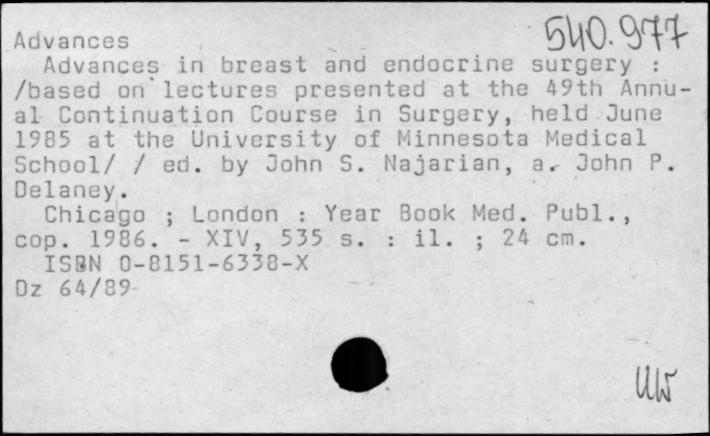 540.977
Advances
Advances in breast and endocrine surgery :
/based on lectures presented at the 49th Annu-
al Continuation Course in Surgery, held June
1985 at the University of Minnesota Medical
School/ / ed. by John S. Najarian, a. John P.
Delaney.
Chicago ; London : Year Book Med. Publ.,
cop. 1986. - XIV, 535 s. : il. ; 24 cm.
ISBN 0-8151-6338-X
Dz 64/89
UW